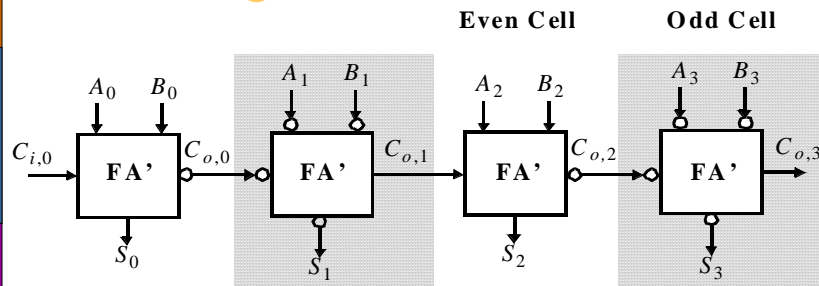 Even Cell Odd Cell
A0 B0 A1 B1 A2 B2 A3 B3
Ci,0 FA' Co,0 FA' Co,1 FA' Co,2 FA' Co,3
S0 S1 S2 S3